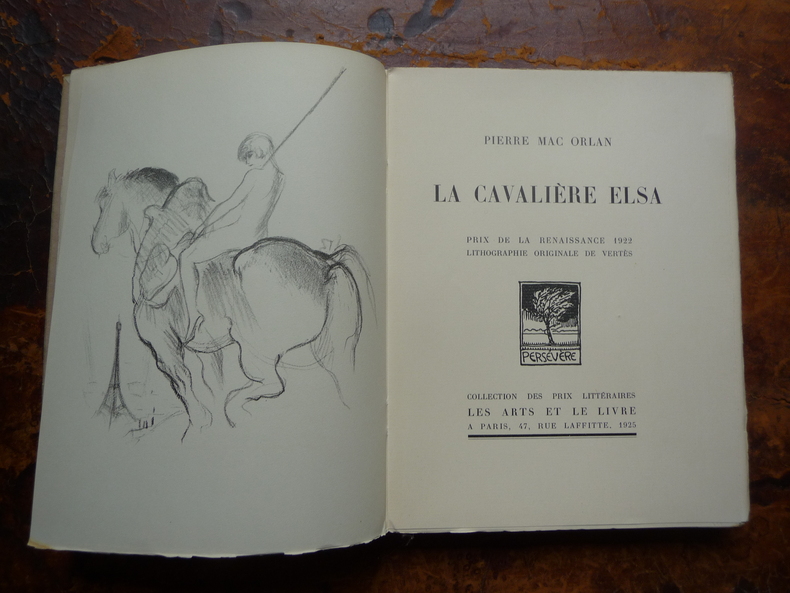 PIERRE MAC ORLAN
LA CAVALIÈRE ELSA
PRIX DE LA RENAISSANCE 1922
LITHOGRAPHIE ORIGINALE DE VERTÈS
PERSÉVÈRE
COLLECTION DES PRIX LITTÉRAIRES
LES ARTS ET LE LIVRE
A PARIS, 47, RUE LAFFITTE, 1925